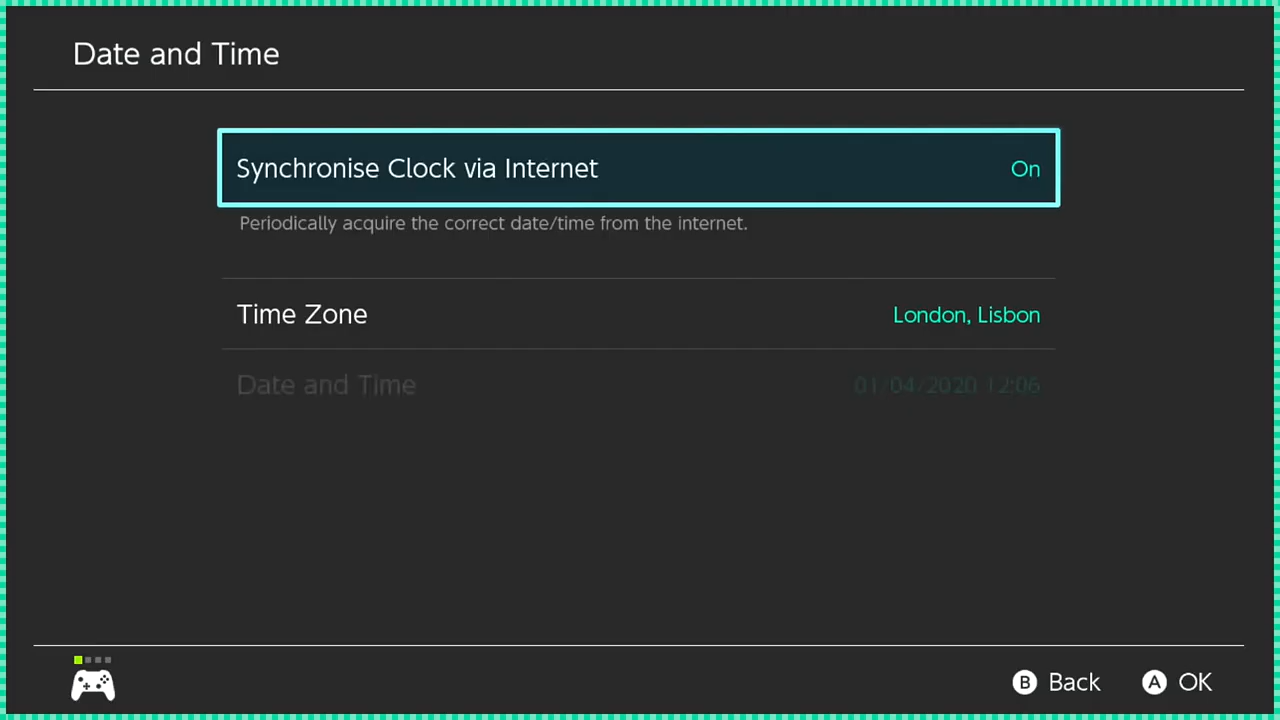 Date and Time
Synchronise Clock via Internet On
Periodically acquire the correct date/time from the internet.
Time Zone London, Lisbon
Date and Time 01/04/2020 12:06
B Back A OK